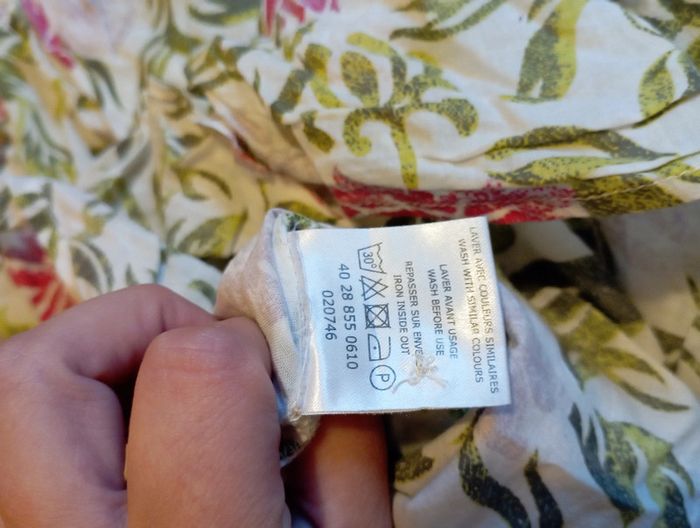 LAVER AVEC COULEURS SIMILAIRES
WASH WITH SIMILAR COLOURS
LAVER AVANT USAGE
WASH BEFORE USE
REPASSER SUR
IRON INSIDE OUT
30° P
40 28 855 0610
020746